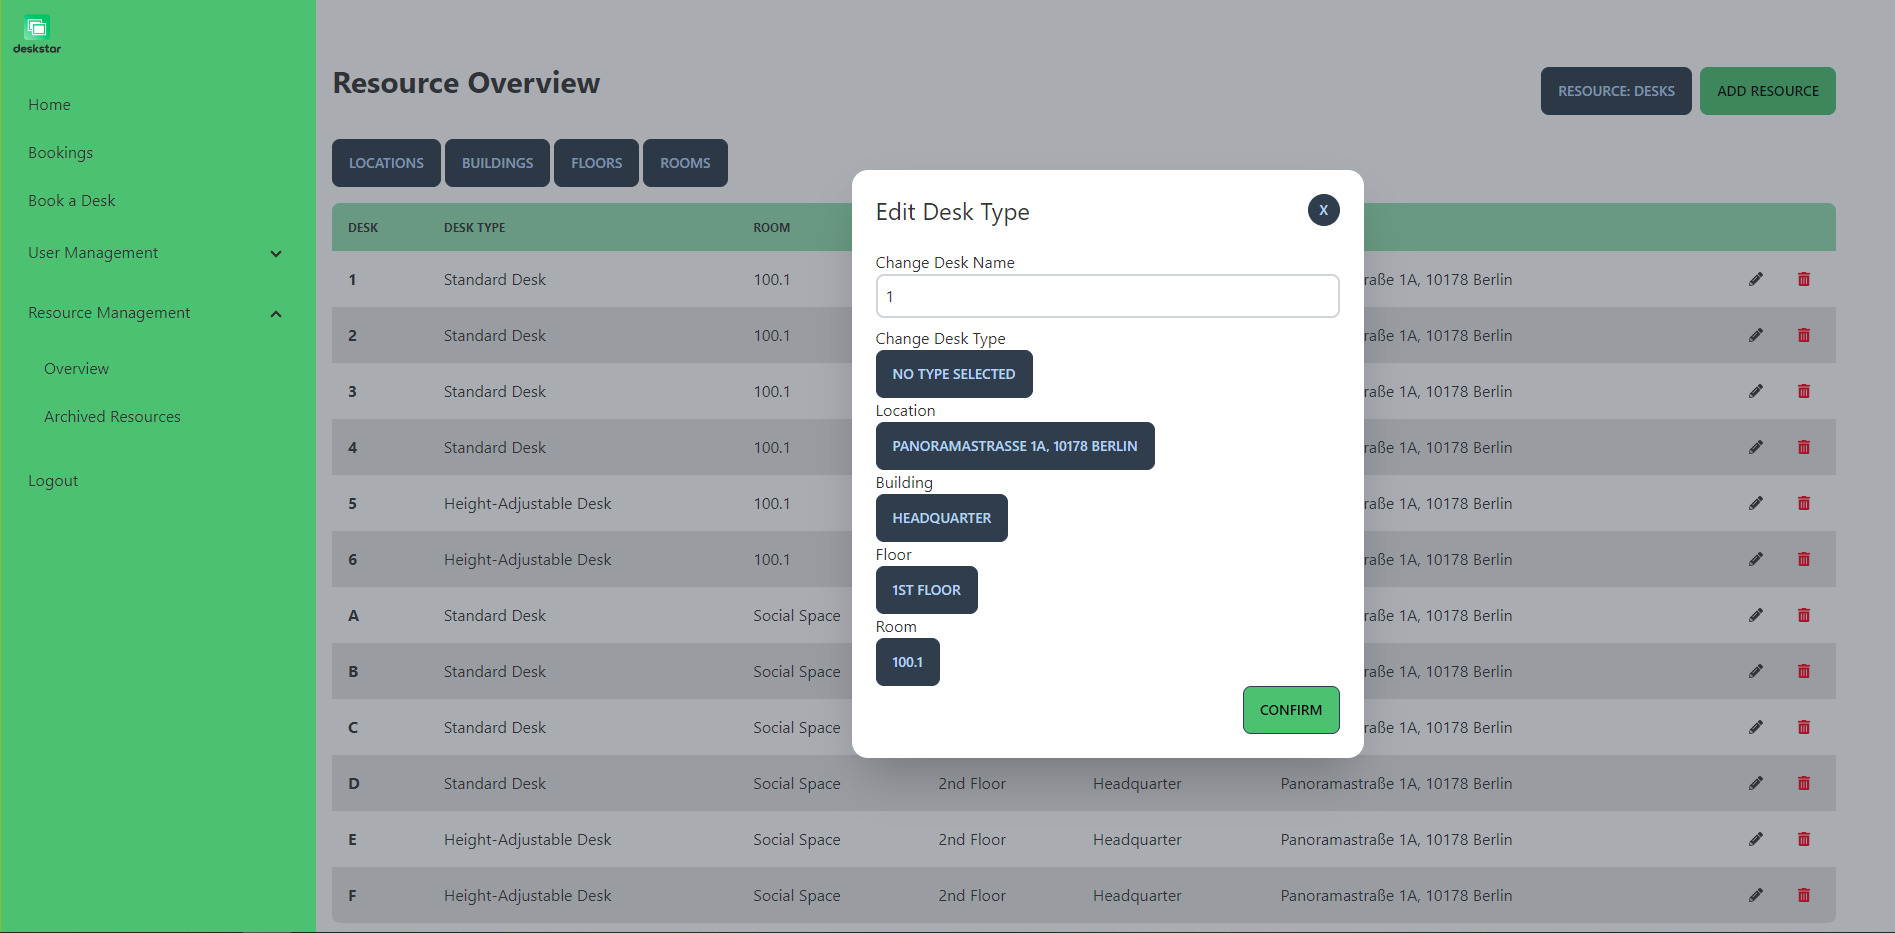 deskstar
Home
Bookings
Book a Desk
User Management
Resource Management
Overview
Archived Resources
Logout
Resource Overview
RESOURCE: DESKS
ADD RESOURCE
LOCATIONS
BUILDINGS
FLOORS
ROOMS
DESK DESK TYPE ROOM
1 Standard Desk 100.1 raße 1A, 10178 Berlin
2 Standard Desk 100.1 raße 1A, 10178 Berlin
3 Standard Desk 100.1 raße 1A, 10178 Berlin
4 Standard Desk 100.1 raße 1A, 10178 Berlin
5 Height-Adjustable Desk 100.1 raße 1A, 10178 Berlin
6 Height-Adjustable Desk 100.1 raße 1A, 10178 Berlin
A Standard Desk Social Space raße 1A, 10178 Berlin
B Standard Desk Social Space raße 1A, 10178 Berlin
C Standard Desk Social Space raße 1A, 10178 Berlin
D Standard Desk Social Space 2nd Floor Headquarter Panoramastraße 1A, 10178 Berlin
E Height-Adjustable Desk Social Space 2nd Floor Headquarter Panoramastraße 1A, 10178 Berlin
F Height-Adjustable Desk Social Space 2nd Floor Headquarter Panoramastraße 1A, 10178 Berlin
Edit Desk Type
X
Change Desk Name
1
Change Desk Type
NO TYPE SELECTED
Location
PANORAMASTRASSE 1A, 10178 BERLIN
Building
HEADQUARTER
Floor
1ST FLOOR
Room
100.1
CONFIRM